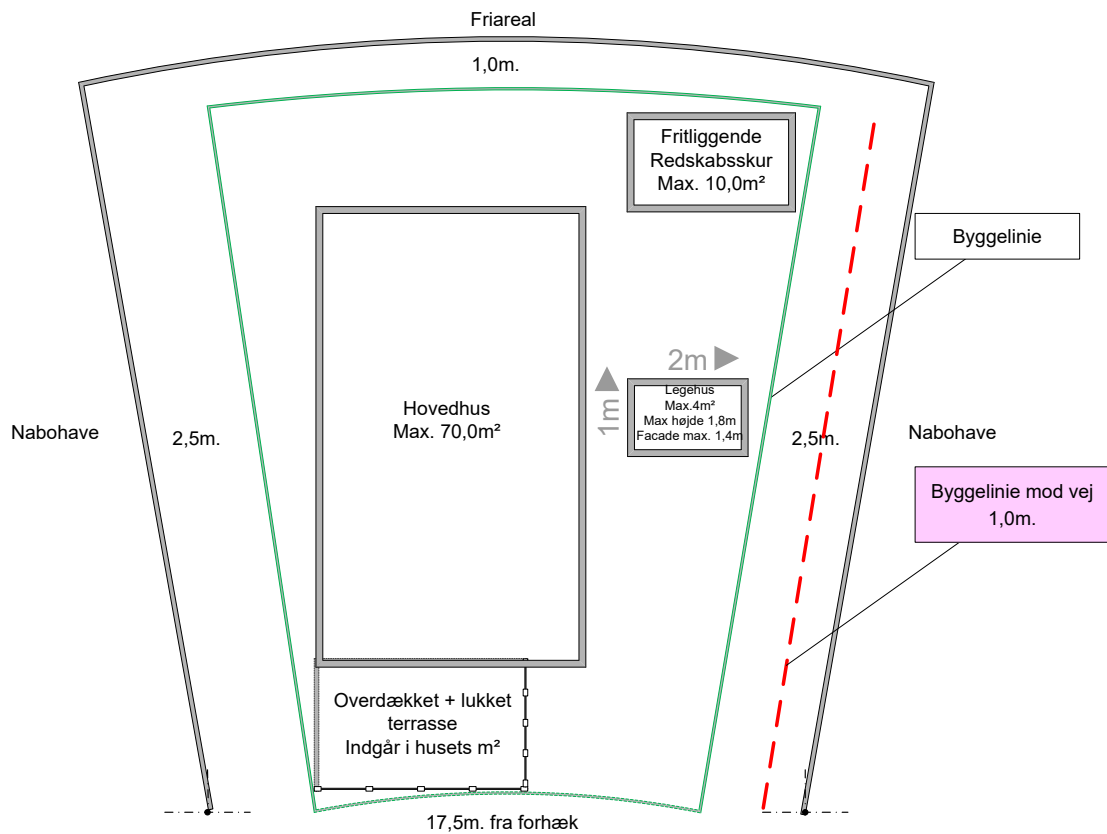 Friareal
1,0m.
Fritliggende
Redskabsskur
Max. 10,0m²
Byggelinie
2m
1m
Legehus
Max.4m²
Max højde 1,8m
Facade max. 1,4m
Hovedhus
Max. 70,0m²
Nabohave
2,5m.
2,5m.
Nabohave
Byggelinie mod vej
1,0m.
Overdækket + lukket
terrasse
Indgår i husets m²
17,5m. fra forhæk